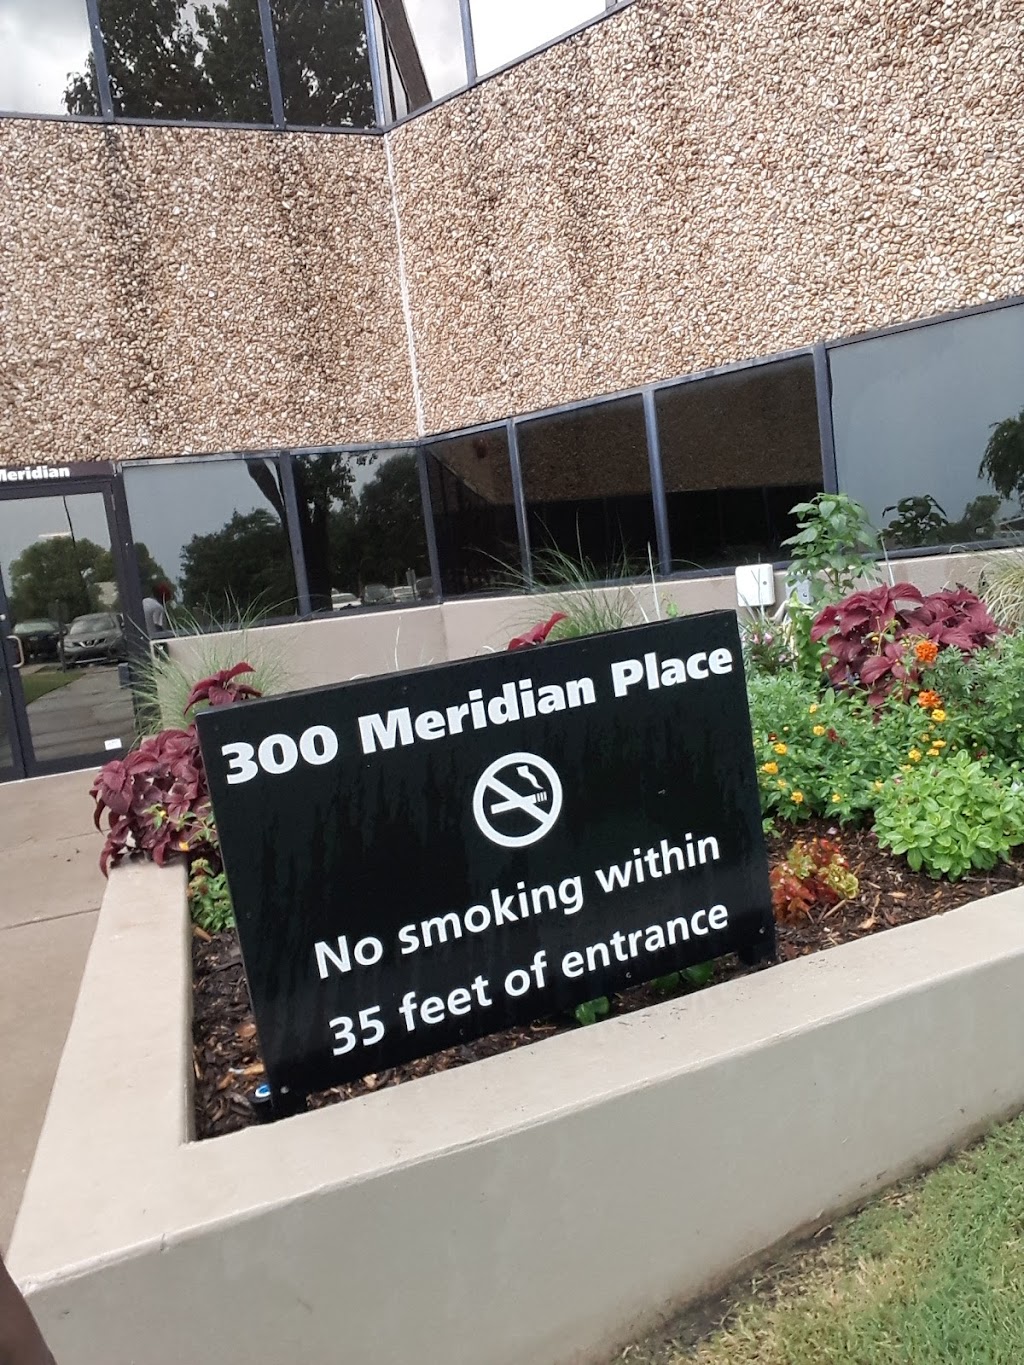 Meridian
300 Meridian Place
No smoking within
35 feet of entrance